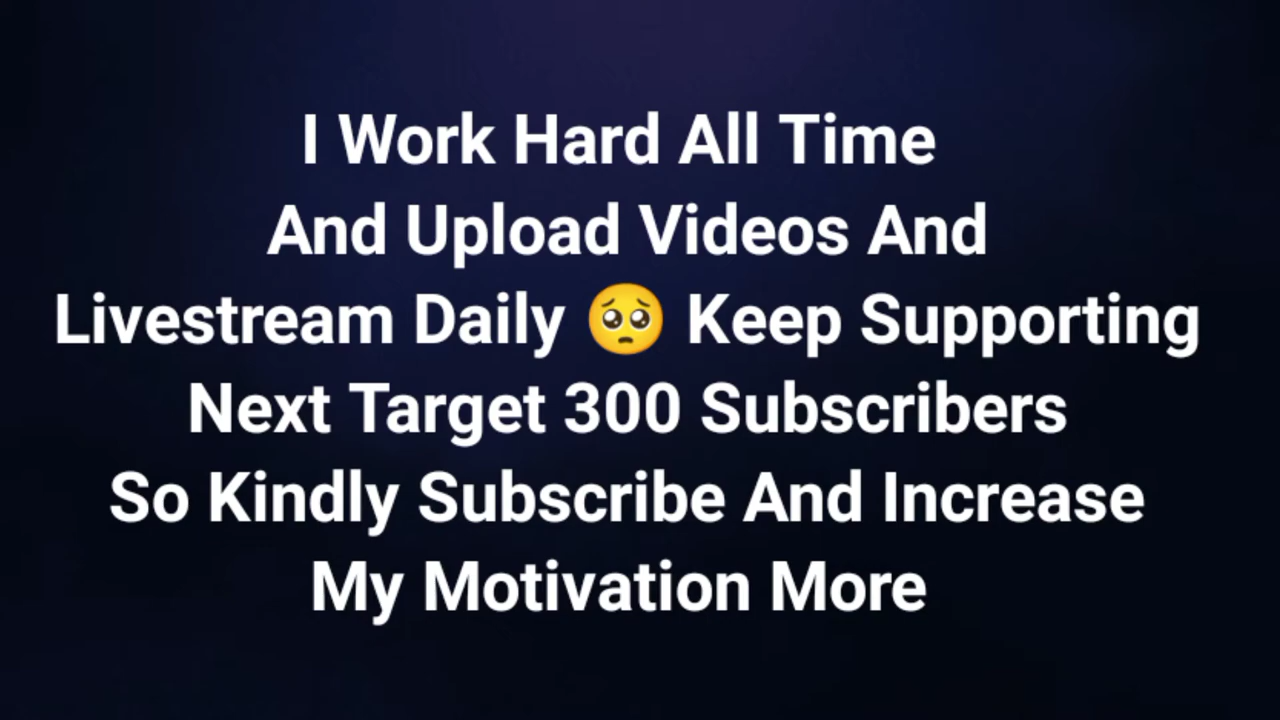 I Work Hard All Time
And Upload Videos And
Livestream Daily 🥺 Keep Supporting
Next Target 300 Subscribers
So Kindly Subscribe And Increase
My Motivation More